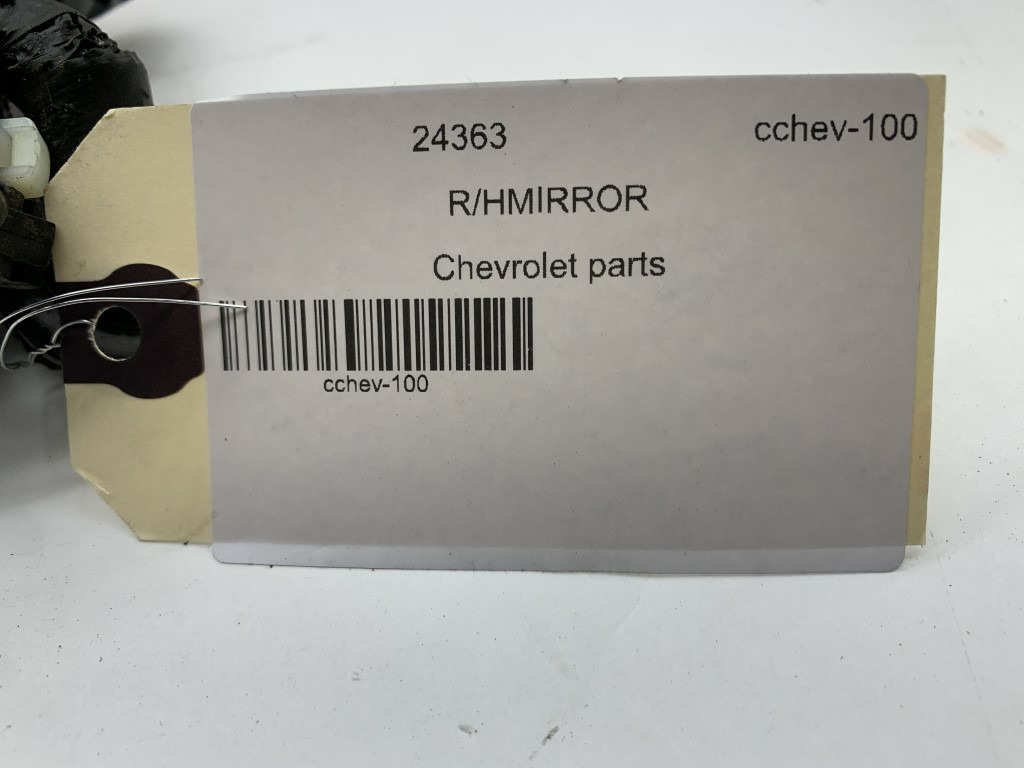 24363 cchev-100
R/HMIRROR
Chevrolet parts
cchev-100